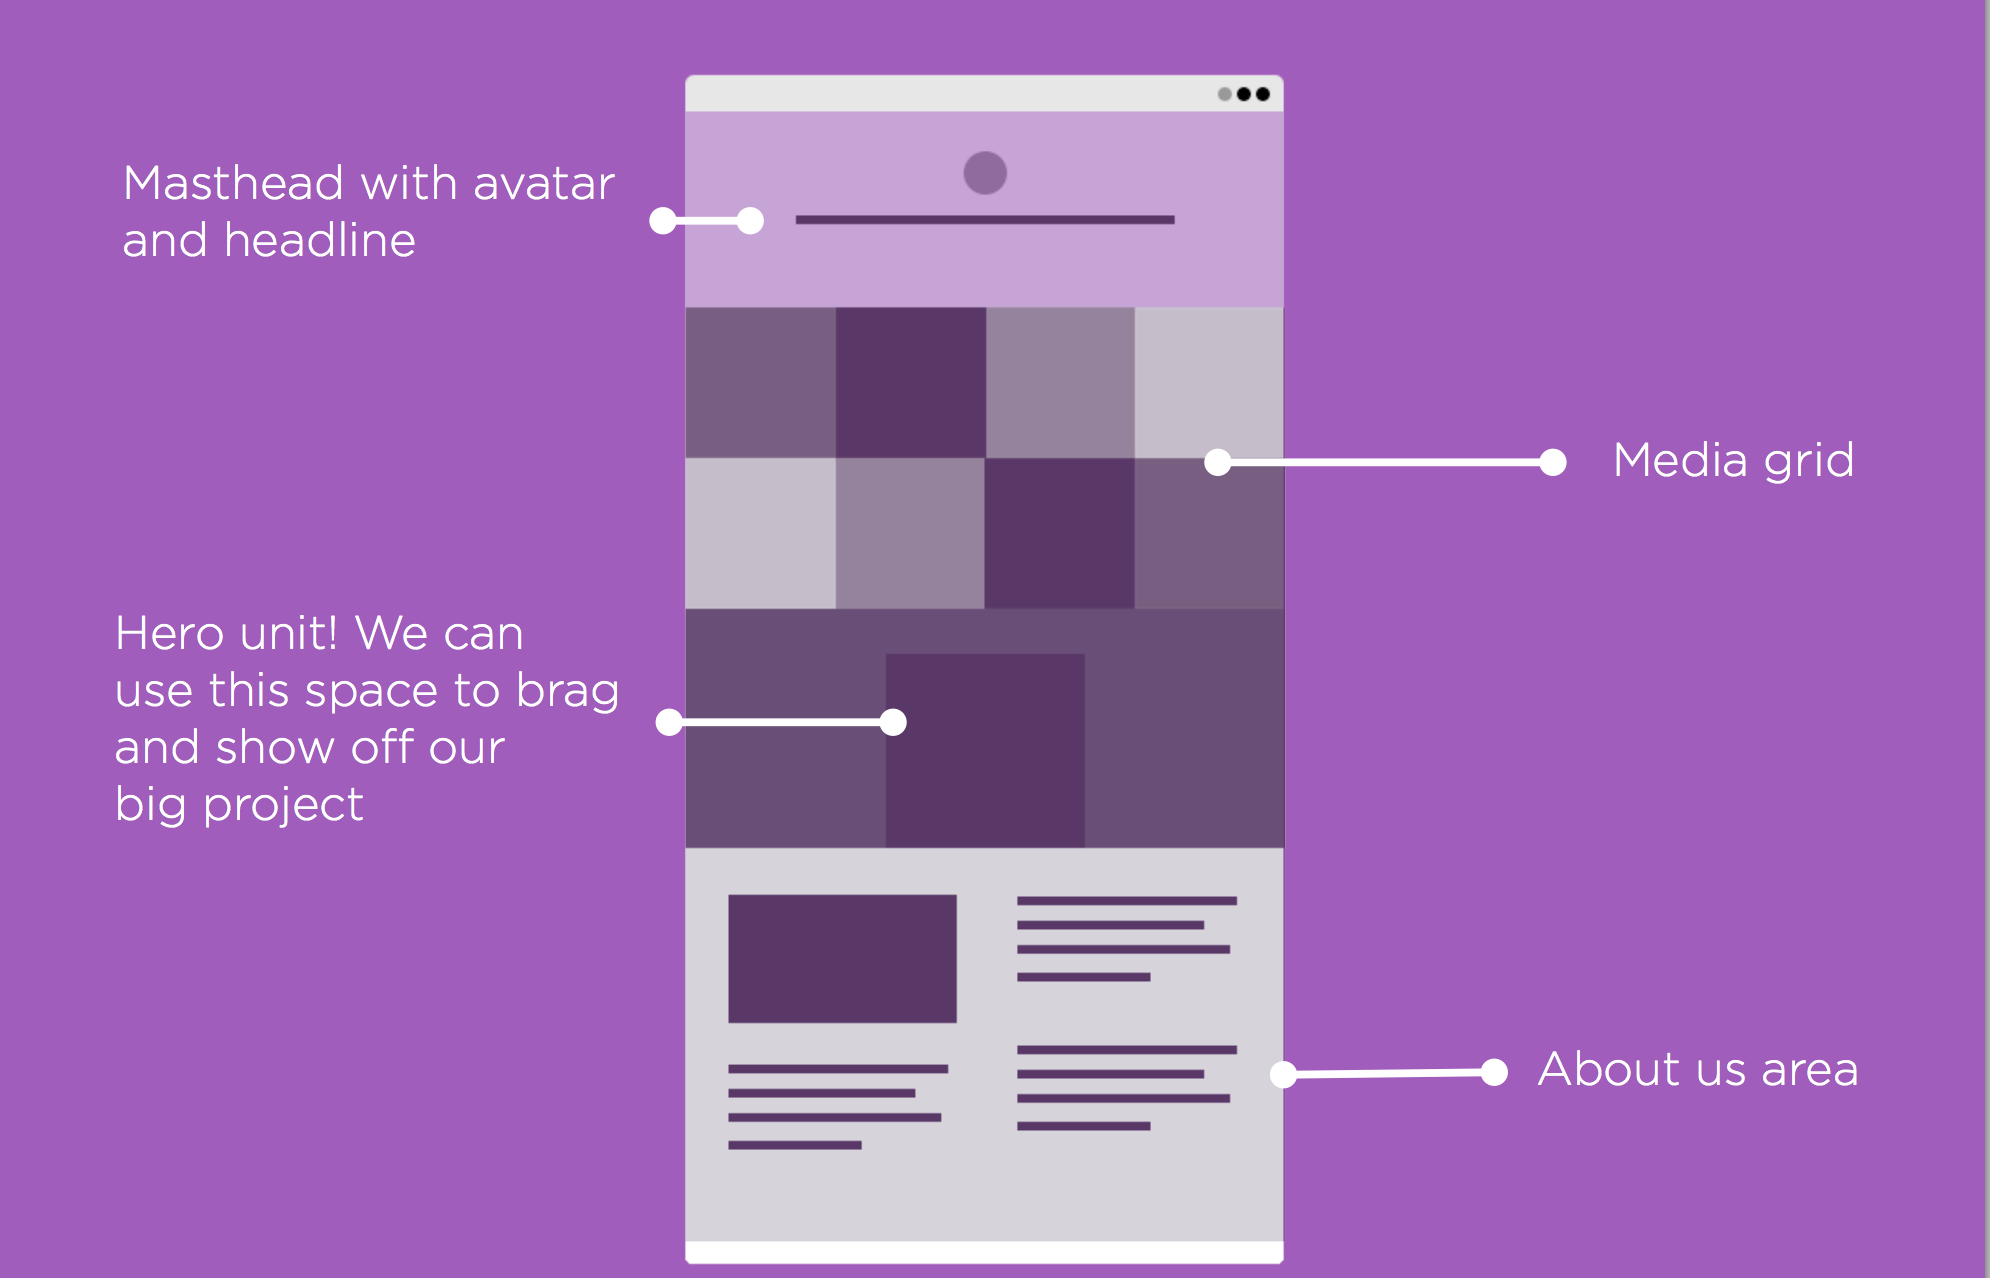 Masthead with avatar
and headline
Media grid
Hero unit! We can
use this space to brag
and show off our
big project
About us area